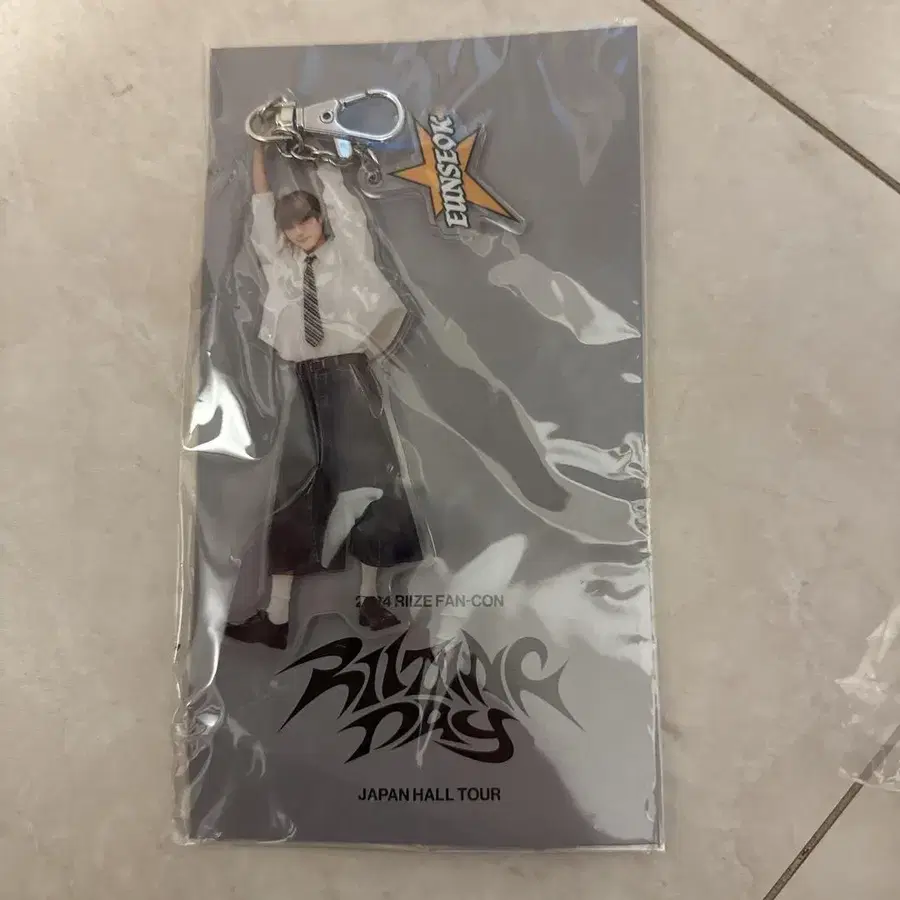 EUNSEOK
2024 RIIZE FAN-CON
RIIZING
DAY
JAPAN HALL TOUR